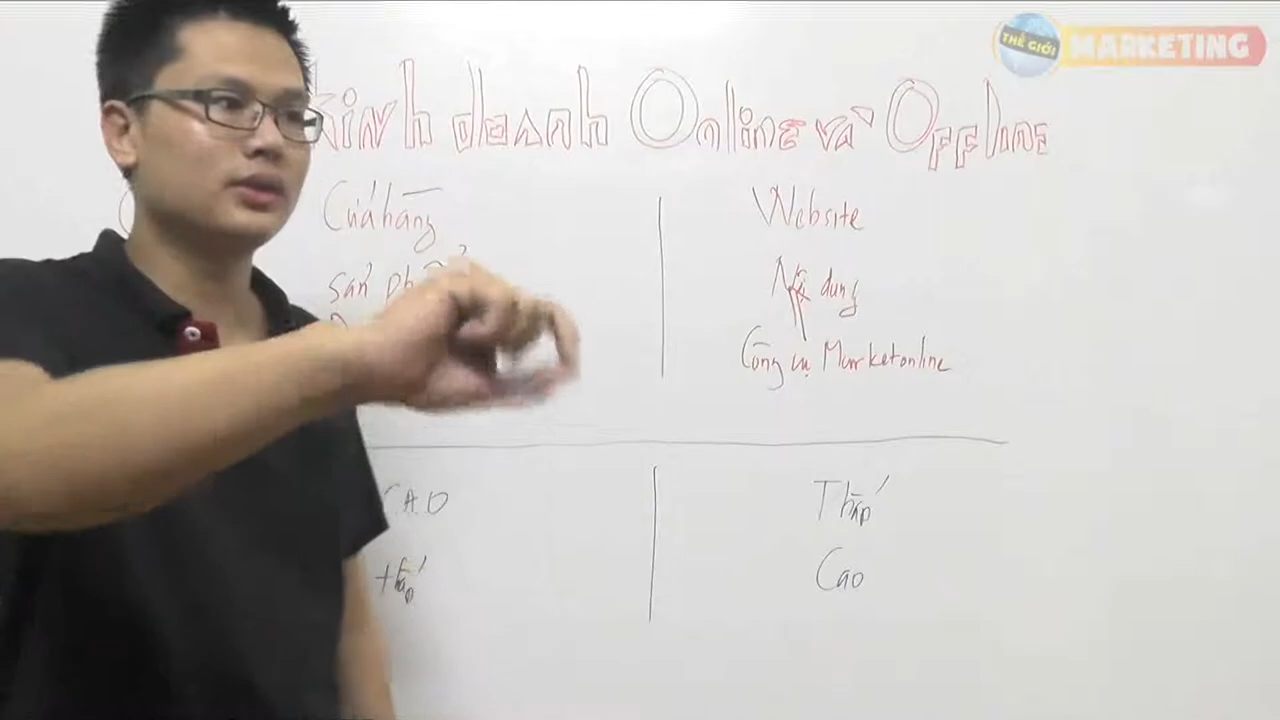 THẾ GIỚI MARKETING
Kinh doanh Online và Offline
Cửa hàng
Website
sản
Nội dung
Công cụ Marketonline
CAO
Thấp
thấp
Cao